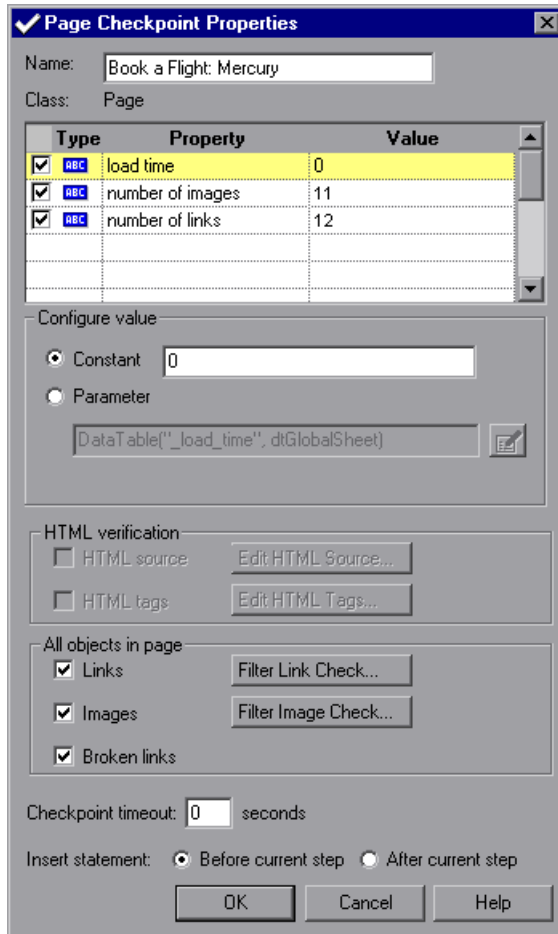 Page Checkpoint Properties
Name: Book a Flight: Mercury
Class: Page
Type Property Value
ABC load time 0
ABC number of images 11
ABC number of links 12
Configure value
Constant 0
Parameter
DataTable("_load_time", dtGlobalSheet)
HTML verification
HTML source Edit HTML Source...
HTML tags Edit HTML Tags...
All objects in page
Links Filter Link Check...
Images Filter Image Check...
Broken links
Checkpoint timeout: 0 seconds
Insert statement: Before current step After current step
OK Cancel Help